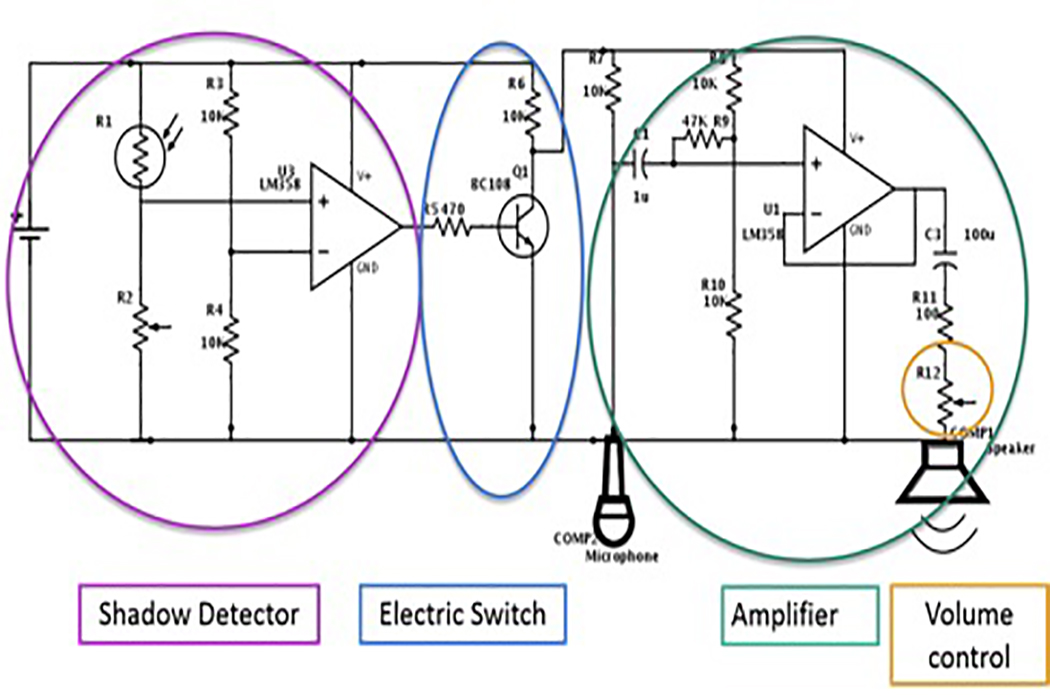 R7
R8
R3
R6
10K
10K
10K
10K
R1
47K R9
C1
Q1
V+
U3
LM358
V+
BC108
+
1u
+
R5 470
U1
-
LM358
GND
C3
100u
-
GND
R2
R10
10K
R11
100
R4
10K
R12
COMP1
Speaker
COMP2
Microphone
Shadow Detector
Electric Switch
Amplifier
Volume
control